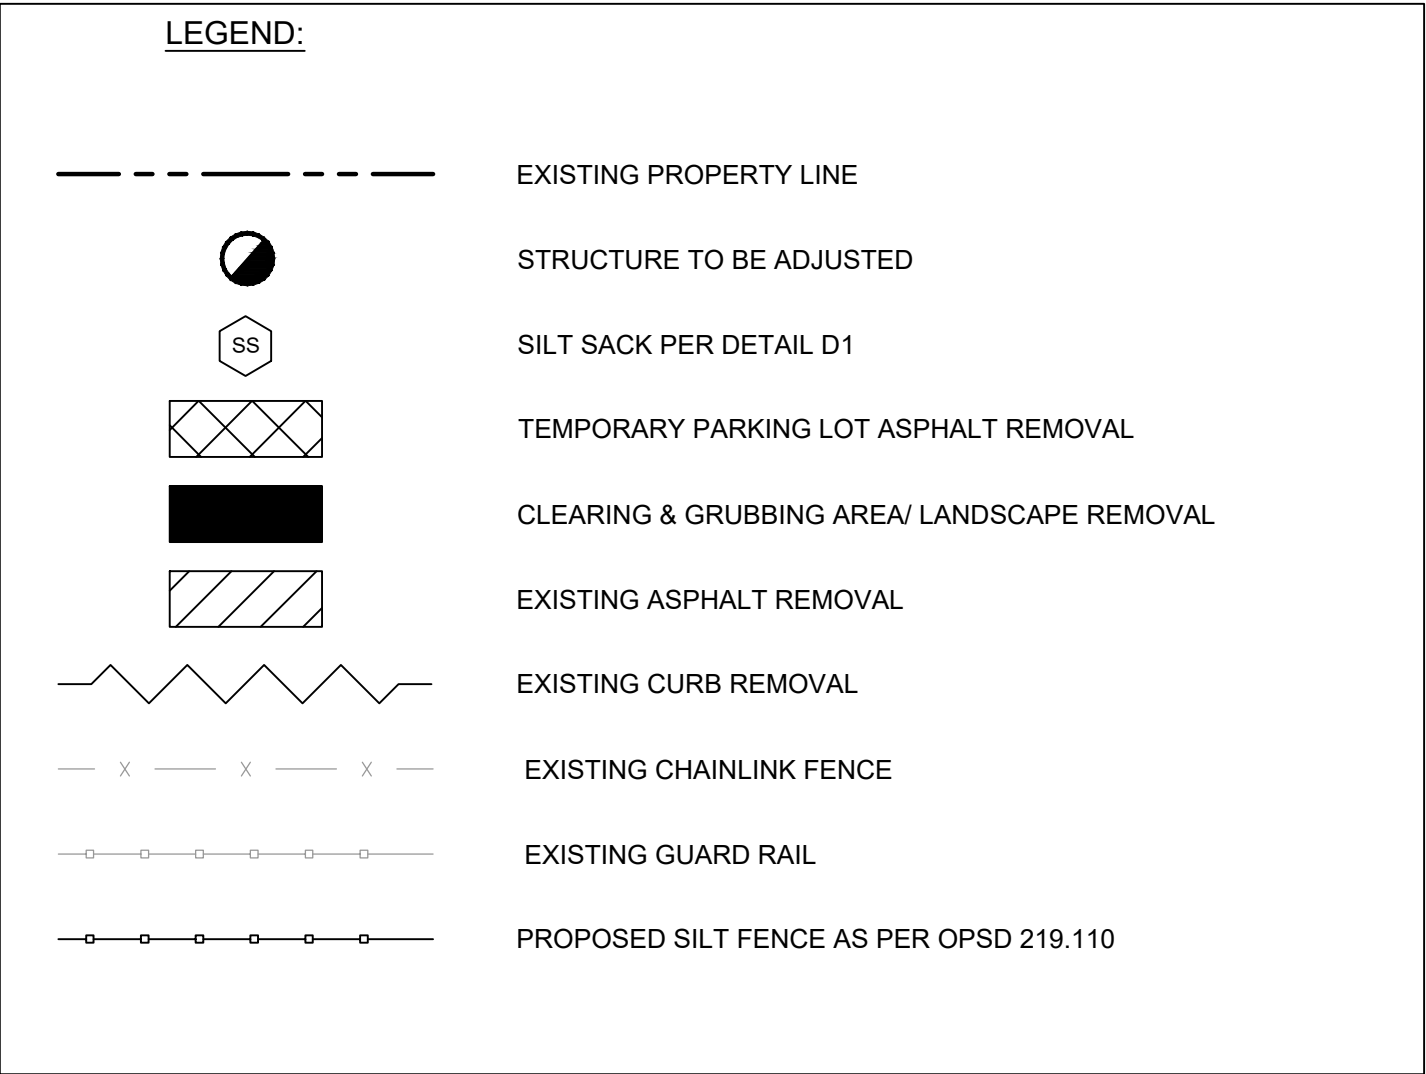 LEGEND:
EXISTING PROPERTY LINE
STRUCTURE TO BE ADJUSTED
SS
SILT SACK PER DETAIL D1
TEMPORARY PARKING LOT ASPHALT REMOVAL
CLEARING & GRUBBING AREA/ LANDSCAPE REMOVAL
EXISTING ASPHALT REMOVAL
EXISTING CURB REMOVAL
X X X
EXISTING CHAINLINK FENCE
EXISTING GUARD RAIL
PROPOSED SILT FENCE AS PER OPSD 219.110